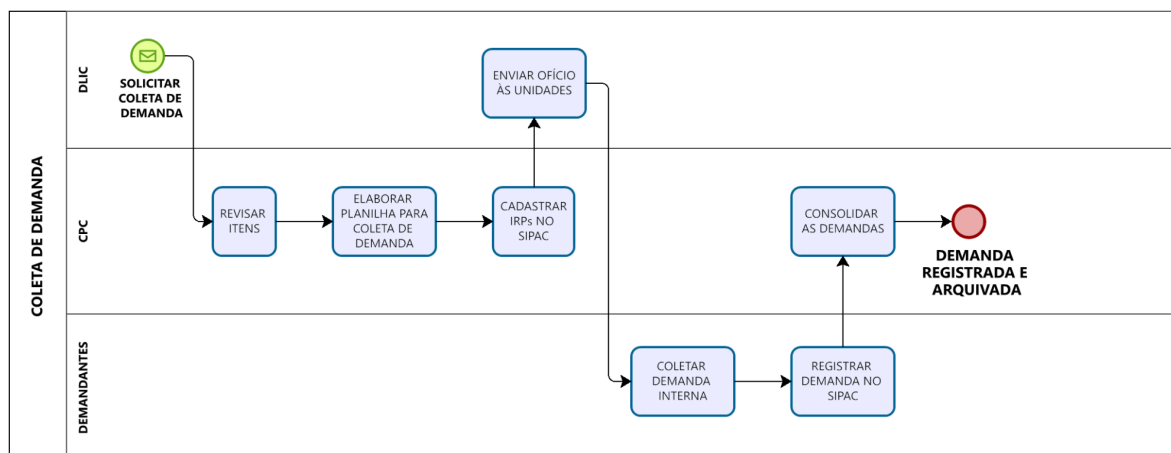 COLETA DE DEMANDA
DLIC
SOLICITAR
COLETA DE
DEMANDA
ENVIAR OFÍCIO
ÀS UNIDADES
CPC
REVISAR
ITENS
ELABORAR
PLANILHA PARA
COLETA DE
DEMANDA
CADASTRAR
IRPs NO
SIPAC
CONSOLIDAR
AS DEMANDAS
DEMANDA
REGISTRADA E
ARQUIVADA
DEMANDANTES
COLETAR
DEMANDA
INTERNA
REGISTRAR
DEMANDA NO
SIPAC